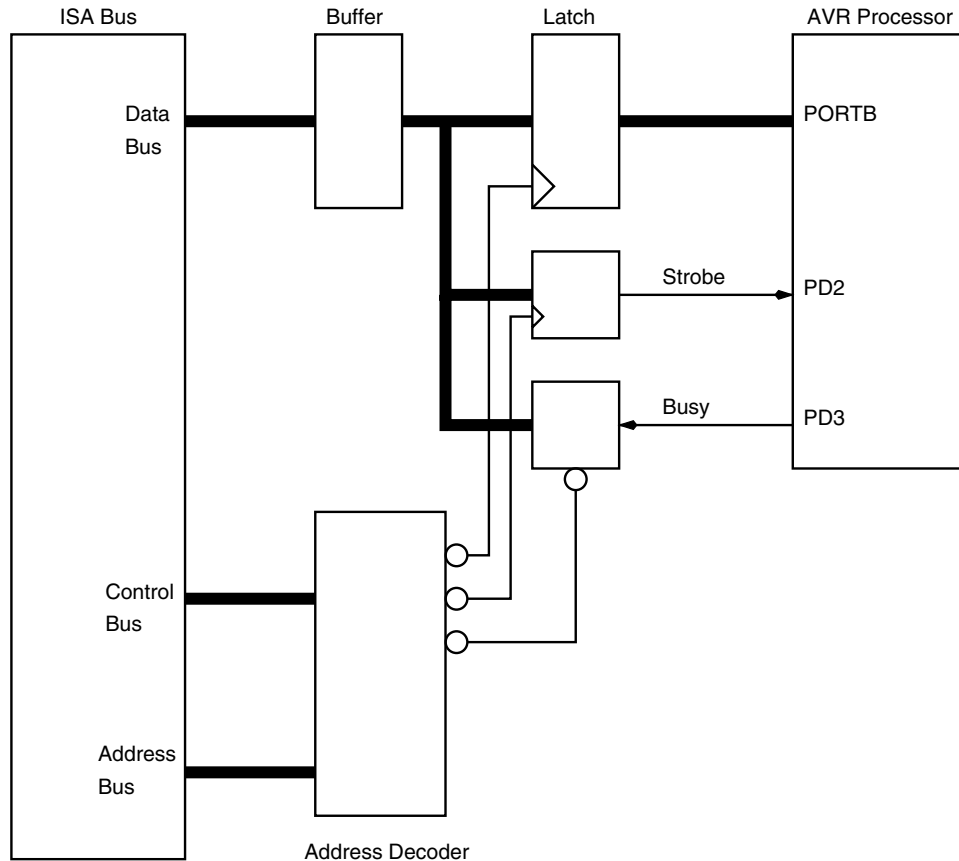 ISA Bus
Buffer
Latch
AVR Processor
Data
Bus
PORTB
Strobe
PD2
Busy
PD3
Control
Bus
Address
Bus
Address Decoder